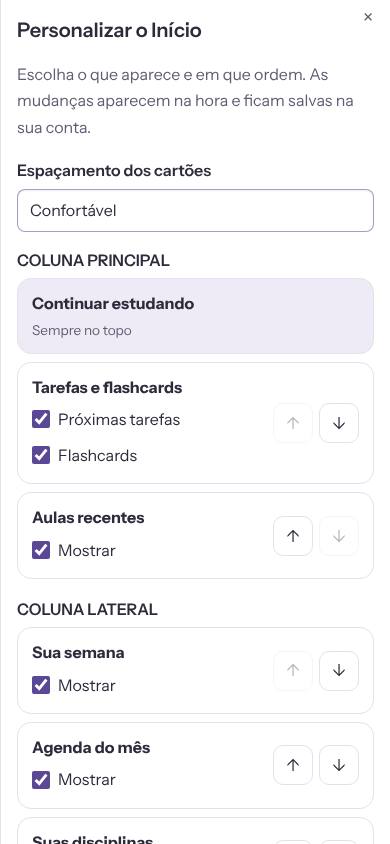 Personalizar o Início
Escolha o que aparece e em que ordem. As
mudanças aparecem na hora e ficam salvas na
sua conta.
Espaçamento dos cartões
Confortável
COLUNA PRINCIPAL
Continuar estudando
Sempre no topo
Tarefas e flashcards
Próximas tarefas
Flashcards
Aulas recentes
Mostrar
COLUNA LATERAL
Sua semana
Mostrar
Agenda do mês
Mostrar
Suas disciplinas